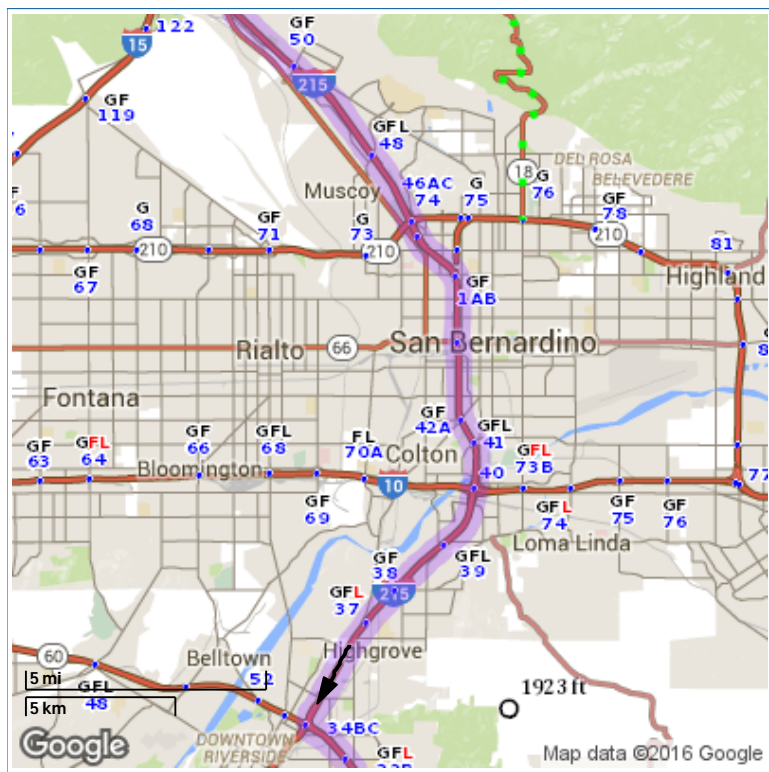 122
GF
50
15
215
GF
119
GFL
48
DEL ROSA
18
G
76
BELEVEDERE
Muscoy
46AC
74
G
75
F
6
G
68
GF
71
G
73
GF
78
210
210
210
81
GF
67
Highland
GF
1AB
Rialto
66
San Bernardino
8
Fontana
GF
42A
GFL
41
GF
63
GFL
64
GF
66
GFL
68
FL
70A
Colton
GFL
73B
Bloomington
40
77
10
GF
69
GFL
74
GF
75
GF
76
Loma Linda
GF
38
GFL
39
215
GFL
37
Highgrove
60
Belltown
5 mi
52
GFL
48
1923 ft
5 km
34BC
Google
DOWNTOWN
RIVERSIDE
GFL
Map data ©2016 Google